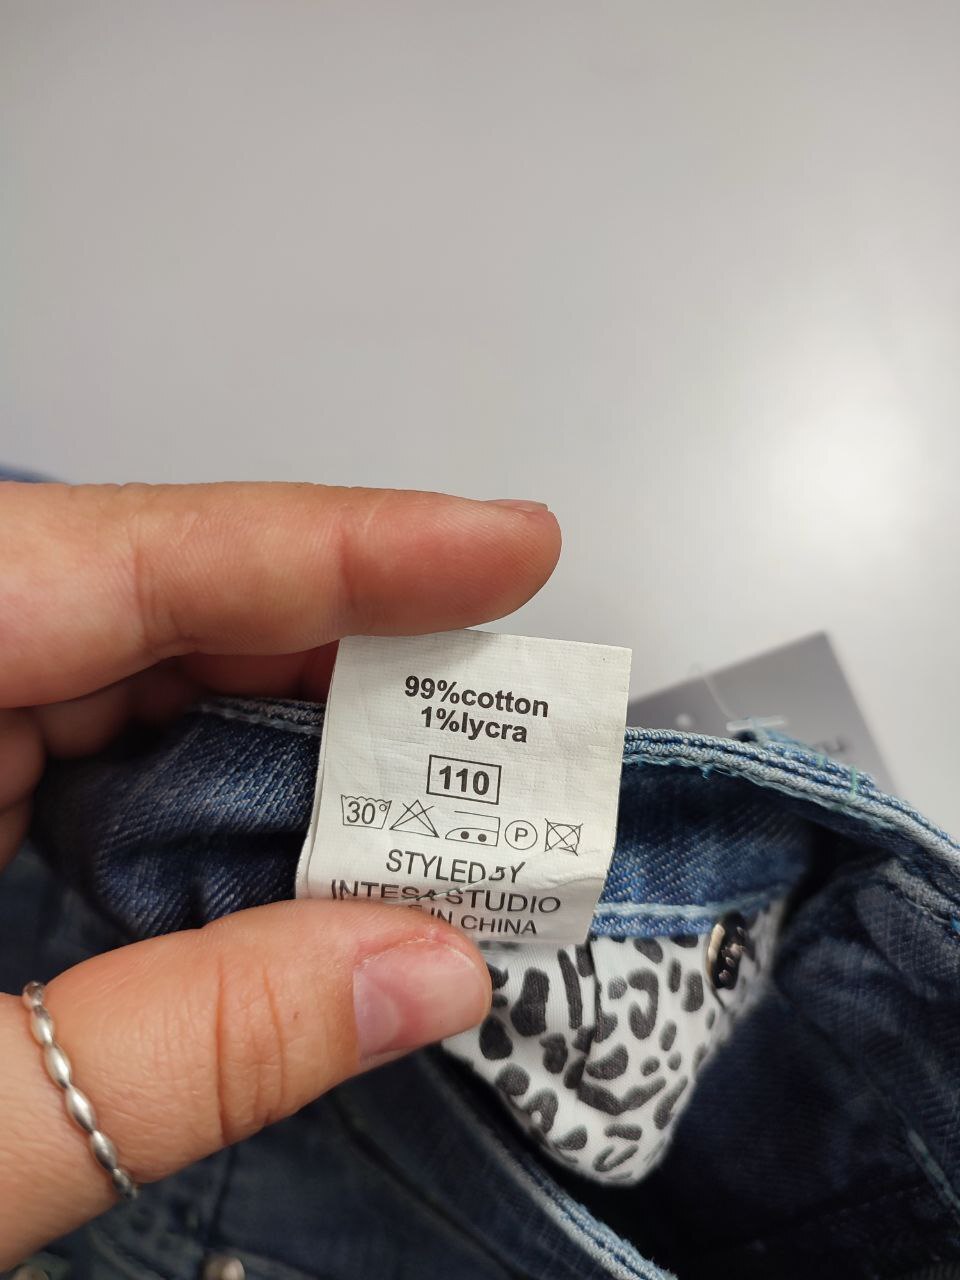 99%cotton
1%lycra
110
30°
P
STYLED BY
INTESA STUDIO
IN CHINA